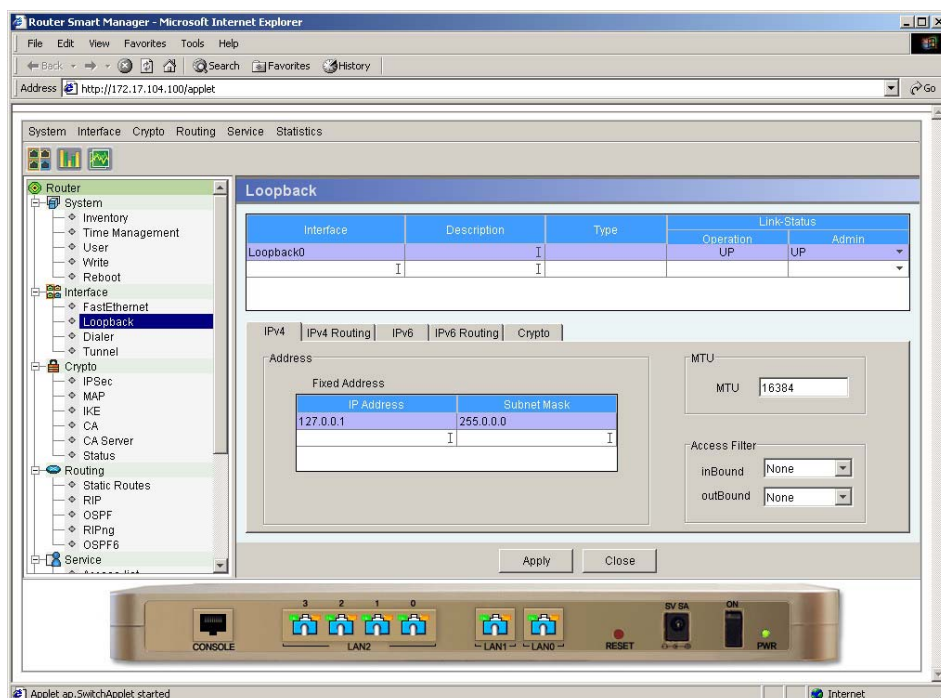 Router Smart Manager - Microsoft Internet Explorer
File Edit View Favorites Tools Help
Back Search Favorites History
Address http://172.17.104.100/applet Go
System Interface Crypto Routing Service Statistics
Router
System
Inventory
Time Management
User
Write
Reboot
Interface
FastEthernet
Loopback
Dialer
Tunnel
Crypto
IPSec
MAP
IKE
CA
CA Server
Status
Routing
Static Routes
RIP
OSPF
RIPng
OSPF6
Service
Loopback
Interface Description Type Link-Status
Operation Admin
Loopback0 UP UP
IPv4 IPv4 Routing IPv6 IPv6 Routing Crypto
Address
Fixed Address
IP Address Subnet Mask
127.0.0.1 255.0.0.0
MTU
MTU 16384
Access Filter
inBound None
outBound None
Apply Close
3 2 1 0
CONSOLE LAN2 LAN1 LAN0 RESET
5V 5A ON
PWR
Applet ap.SwitchApplet started Internet